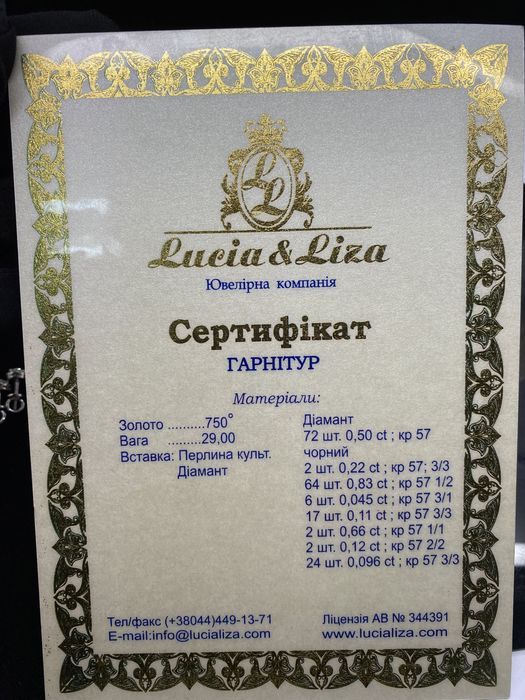 LL
Lucia & Liza
Ювелірна компанія
Сертифікат
ГАРНІТУР
Матеріали:
Золото ..........750°
Вага .........29,00
Вставка: Перлина культ.
Діамант
Діамант
72 шт. 0,50 ct ; кр 57
чорний
2 шт. 0,22 ct ; кр 57; 3/3
64 шт. 0,83 ct ; кр 57 1/2
6 шт. 0,045 ct ; кр 57 3/1
17 шт. 0,11 ct ; кр 57 3/3
2 шт. 0,66 ct ; кр 57 1/1
2 шт. 0,12 ct ; кр 57 2/2
24 шт. 0,096 ct ; кр 57 3/3
Тел/факс (+38044)449-13-71
E-mail:info@lucializa.com
Ліцензія АВ № 344391
www.lucializa.com